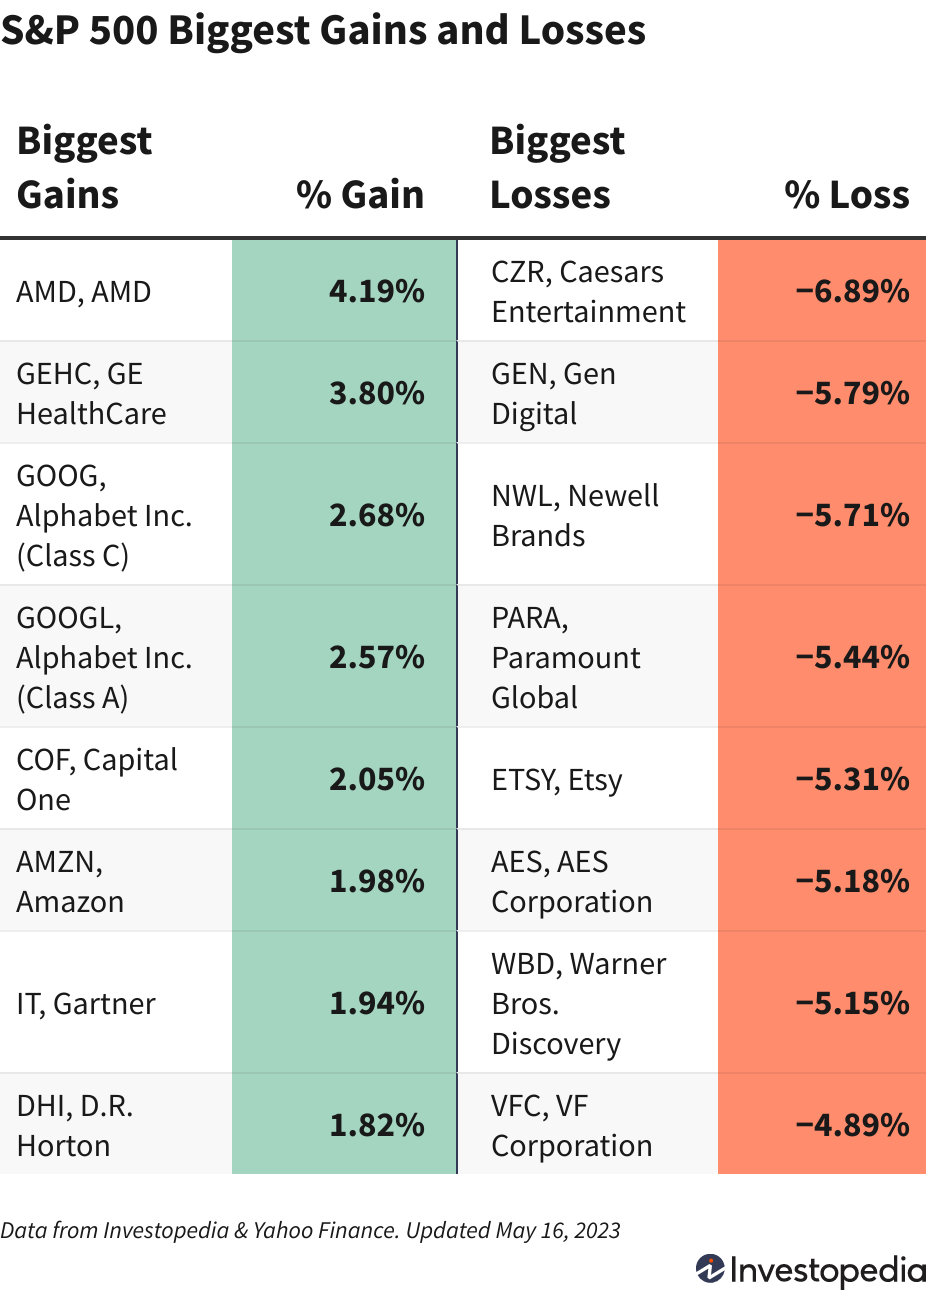 S&P 500 Biggest Gains and Losses
Biggest
Gains
% Gain
Biggest
Losses
% Loss
AMD, AMD
4.19%
CZR, Caesars
Entertainment
−6.89%
GEHC, GE
HealthCare
3.80%
GEN, Gen
Digital
−5.79%
GOOG,
Alphabet Inc.
(Class C)
2.68%
NWL, Newell
Brands
−5.71%
GOOGL,
Alphabet Inc.
(Class A)
2.57%
PARA,
Paramount
Global
−5.44%
COF, Capital
One
2.05%
ETSY, Etsy
−5.31%
AMZN,
Amazon
1.98%
AES, AES
Corporation
−5.18%
IT, Gartner
1.94%
WBD, Warner
Bros.
Discovery
−5.15%
DHI, D.R.
Horton
1.82%
VFC, VF
Corporation
−4.89%
Data from Investopedia & Yahoo Finance. Updated May 16, 2023
Investopedia